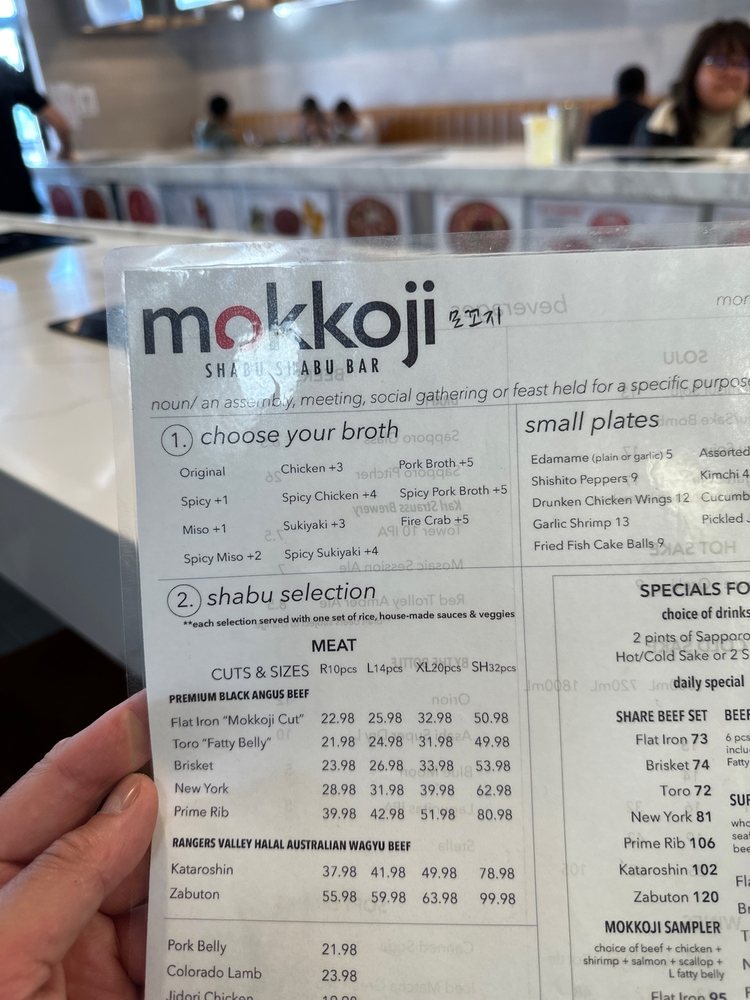 mokkoji 모꼬지
SHABU SHABU BAR
noun/ an assembly, meeting, social gathering or feast held for a specific purpose
1. choose your broth
Original Chicken +3 Pork Broth +5
Spicy +1 Spicy Chicken +4 Spicy Pork Broth +5
Miso +1 Sukiyaki +3 Fire Crab +5
Spicy Miso +2 Spicy Sukiyaki +4
small plates
Edamame (plain or garlic) 5 Assorted
Shishito Peppers 9 Kimchi 4
Drunken Chicken Wings 12
Garlic Shrimp 13 Pickled
Fried Fish Cake Balls 9
2. shabu selection
**each selection served with one set of rice, house-made sauces & veggies
MEAT
CUTS & SIZES R10pcs L14pcs XL20pcs SH32pcs
PREMIUM BLACK ANGUS BEEF
Flat Iron "Mokkoji Cut" 22.98 25.98 32.98 50.98
Toro "Fatty Belly" 21.98 24.98 31.98 49.98
Brisket 23.98 26.98 33.98 53.98
New York 28.98 31.98 39.98 62.98
Prime Rib 39.98 42.98 51.98 80.98
RANGERS VALLEY HALAL AUSTRALIAN WAGYU BEEF
Kataroshin 37.98 41.98 49.98 78.98
Zabuton 55.98 59.98 63.98 99.98
Pork Belly 21.98
Colorado Lamb 23.98
Jidori Chicken
SPECIALS FO
choice of drinks
2 pints of Sapporo
Hot/Cold Sake or 2 S
daily special
SHARE BEEF SET
Flat Iron 73
Brisket 74
Toro 72
New York 81
Prime Rib 106
Kataroshin 102
Zabuton 120
MOKKOJI SAMPLER
choice of beef + chicken +
shrimp + salmon + scallop +
L fatty belly
Flat Iron 95
BEEF
6 pcs
inclu
Fatty